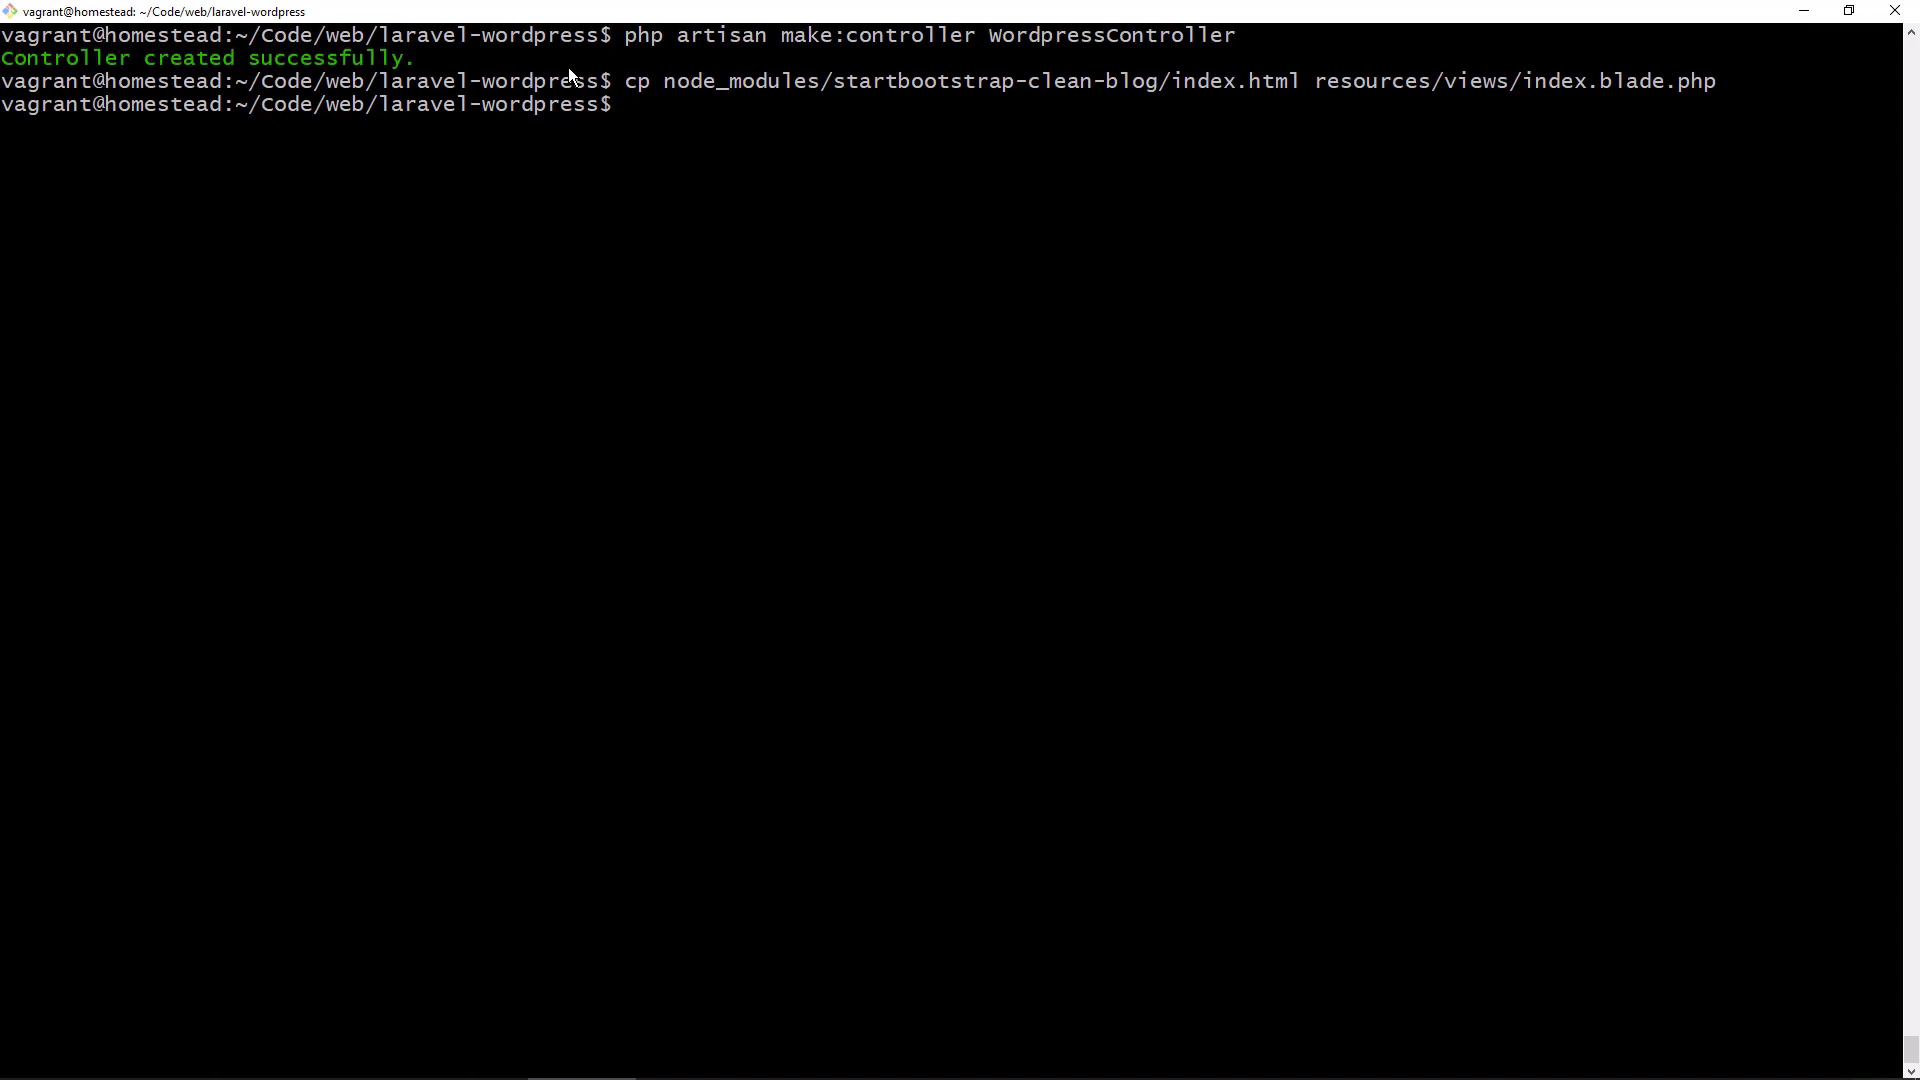 vagrant@homestead: ~/Code/web/laravel-wordpress
vagrant@homestead:~/Code/web/laravel-wordpress$ php artisan make:controller WordpressController
Controller created successfully.
vagrant@homestead:~/Code/web/laravel-wordpress$ cp node_modules/startbootstrap-clean-blog/index.html resources/views/index.blade.php
vagrant@homestead:~/Code/web/laravel-wordpress$